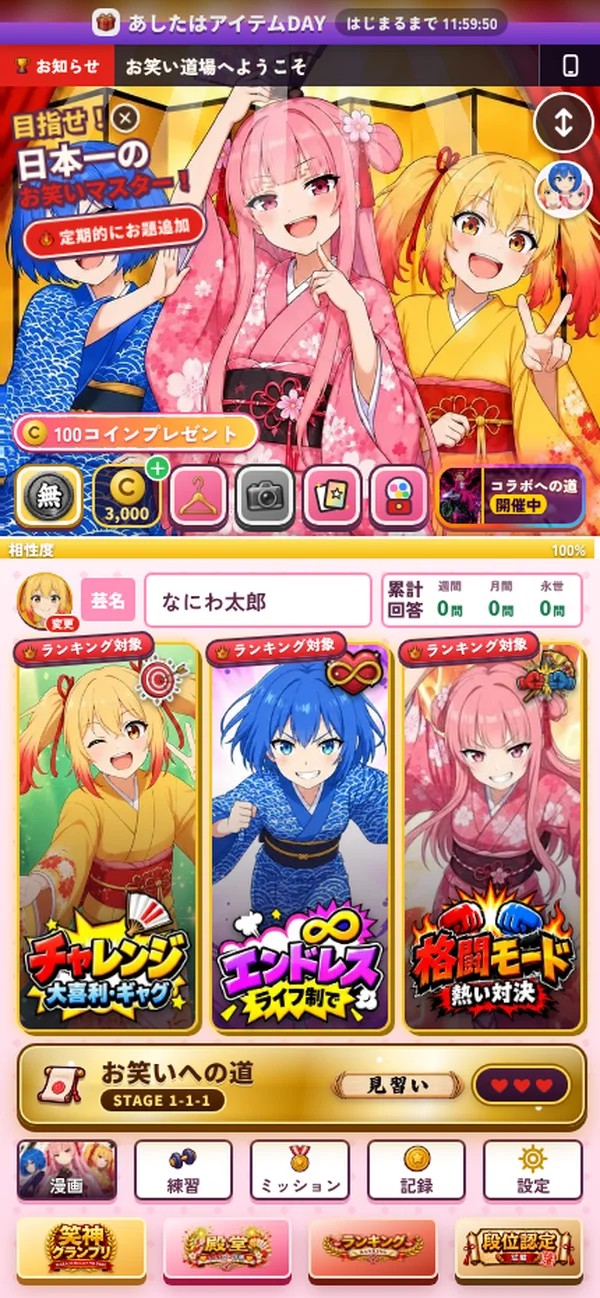 あしたはアイテムDAY はじまるまで 11:59:50
お知らせ お笑い道場へようこそ
目指せ!
日本一の
お笑いマスター!
定期的にお題追加
C 100コインプレゼント
無
C
3,000
コラボへの道
開催中
相性度 100%
変更
芸名
なにわ太郎
累計回答
週間 月間 永世
0問 0問 0問
ランキング対象
チャレンジ
大喜利・ギャグ
ランキング対象
エンドレス
ライフ制で
ランキング対象
格闘モード
熱い対決
お笑いへの道
STAGE 1-1-1
見習い
漫画
練習
ミッション
記録
設定
笑神
グランプリ
殿堂
ランキング
段位認定